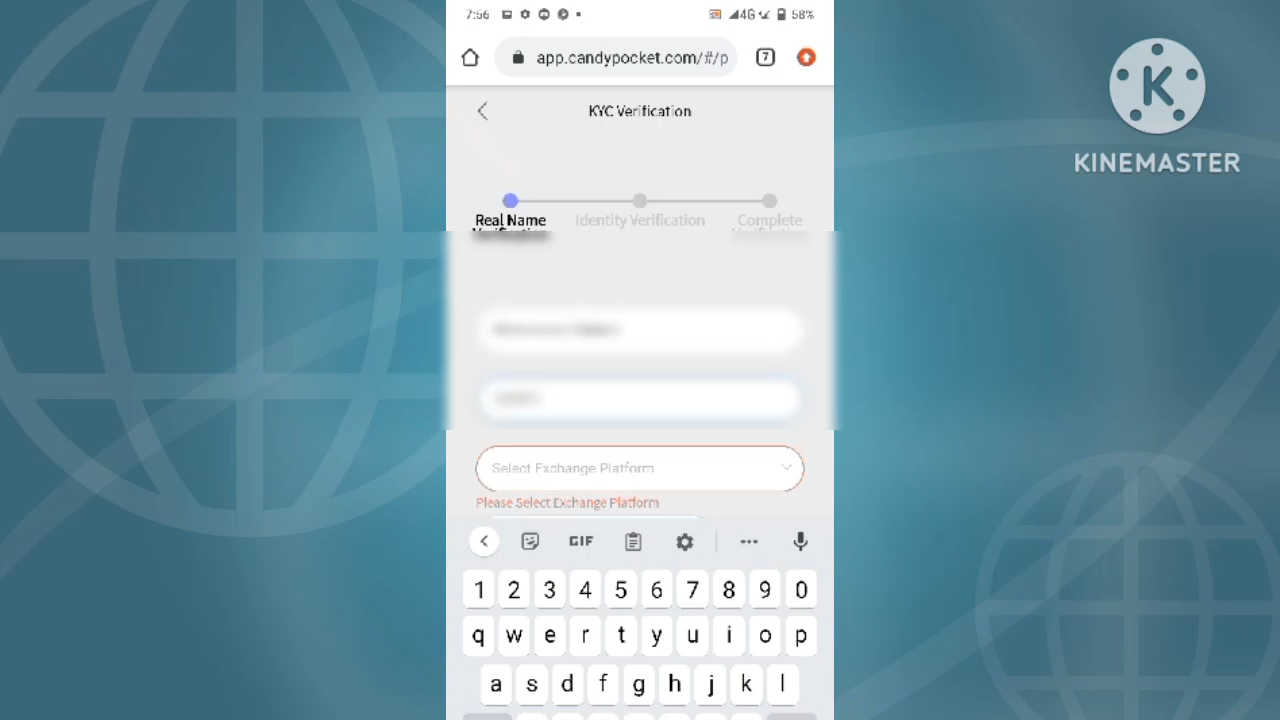 7:56
4G 58%
app.candypocket.com/#/p
7
K
KINEMASTER
KYC Verification
Real Name
Identity Verification
Complete
Select Exchange Platform
Please Select Exchange Platform
GIF
1 2 3 4 5 6 7 8 9 0
q w e r t y u i o p
a s d f g h j k l